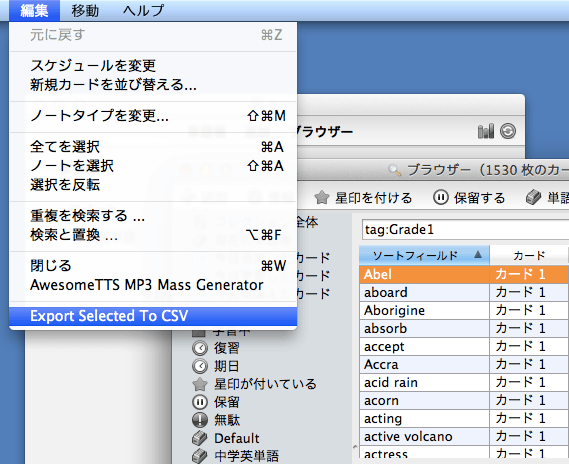 編集 移動 ヘルプ
元に戻す ⌘Z
スケジュールを変更
新規カードを並び替える...
ノートタイプを変更... ⇧⌘M
全てを選択 ⌘A
ノートを選択 ⇧⌘A
選択を反転
重複を検索する ...
検索と置換 ... ⌥⌘F
閉じる ⌘W
AwesomeTTS MP3 Mass Generator
Export Selected To CSV
ブラウザー
ブラウザー（1530 枚のカー
星印を付ける 保留する 単語
全体
カード
カード
カード
復習
期日
星印が付いている
保留
無駄
Default
中学英単語
tag:Grade1
ソートフィールド カード
Abel カード 1
aboard カード 1
Aborigine カード 1
absorb カード 1
accept カード 1
Accra カード 1
acid rain カード 1
acorn カード 1
acting カード 1
active volcano カード 1
actress カード 1